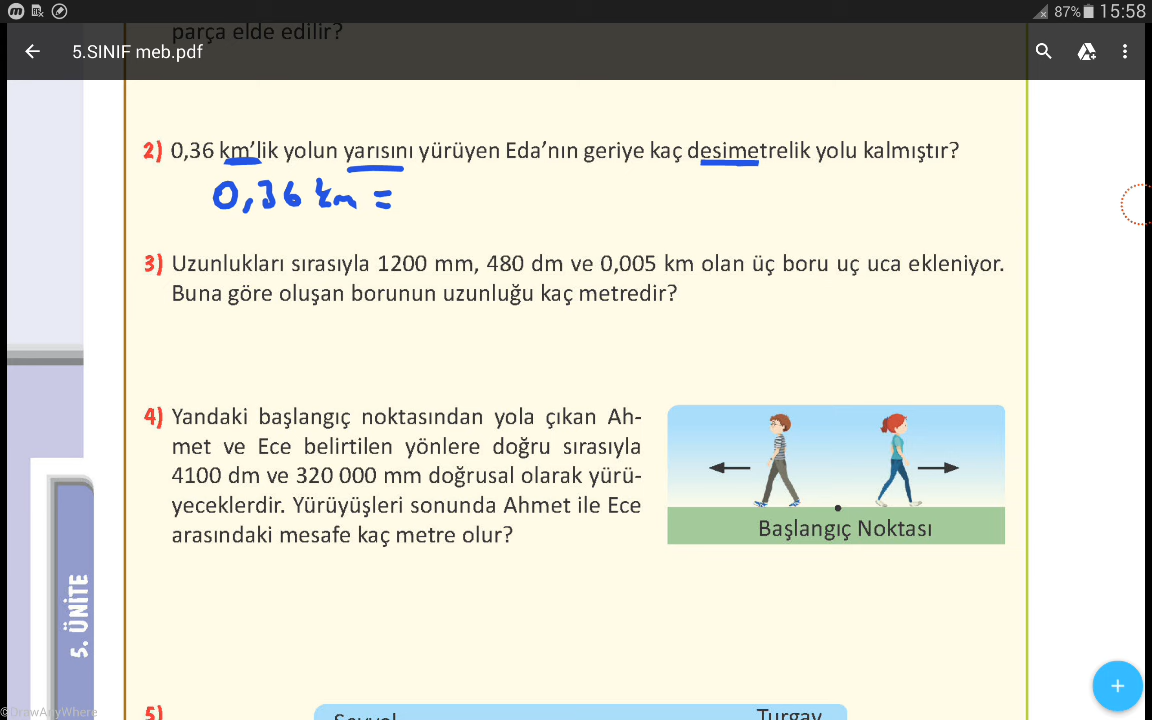 87% 15:58
parça elde edilir?
5.SINIF meb.pdf
2) 0,36 km'lik yolun yarısını yürüyen Eda'nın geriye kaç desimetrelik yolu kalmıştır?
0,36 km =
3) Uzunlukları sırasıyla 1200 mm, 480 dm ve 0,005 km olan üç boru uç uca ekleniyor.
Buna göre oluşan borunun uzunluğu kaç metredir?
4) Yandaki başlangıç noktasından yola çıkan Ah-
met ve Ece belirtilen yönlere doğru sırasıyla
4100 dm ve 320 000 mm doğrusal olarak yürü-
yeceklerdir. Yürüyüşleri sonunda Ahmet ile Ece
arasındaki mesafe kaç metre olur?
Başlangıç Noktası
5. ÜNİTE
5)
Turgay
©DrawAnyWhere